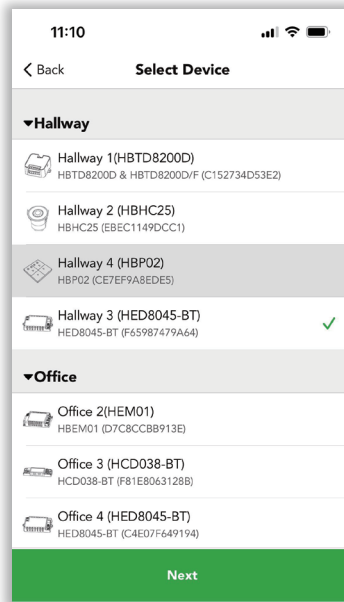 11:10
Back
Select Device
Hallway
Hallway 1(HBTD8200D)
HBTD8200D & HBTD8200D/F (C152734D53E2)
Hallway 2 (HBHC25)
HBHC25 (EBEC1149DCC1)
Hallway 4 (HBP02)
HBP02 (CE7EF9A8EDE5)
Hallway 3 (HED8045-BT)
HED8045-BT (F65987479A64)
Office
Office 2(HEM01)
HBEM01 (D7C8CCBB913E)
Office 3 (HCD038-BT)
HCD038-BT (F81E8063128B)
Office 4 (HED8045-BT)
HED8045-BT (C4E07F649194)
Next